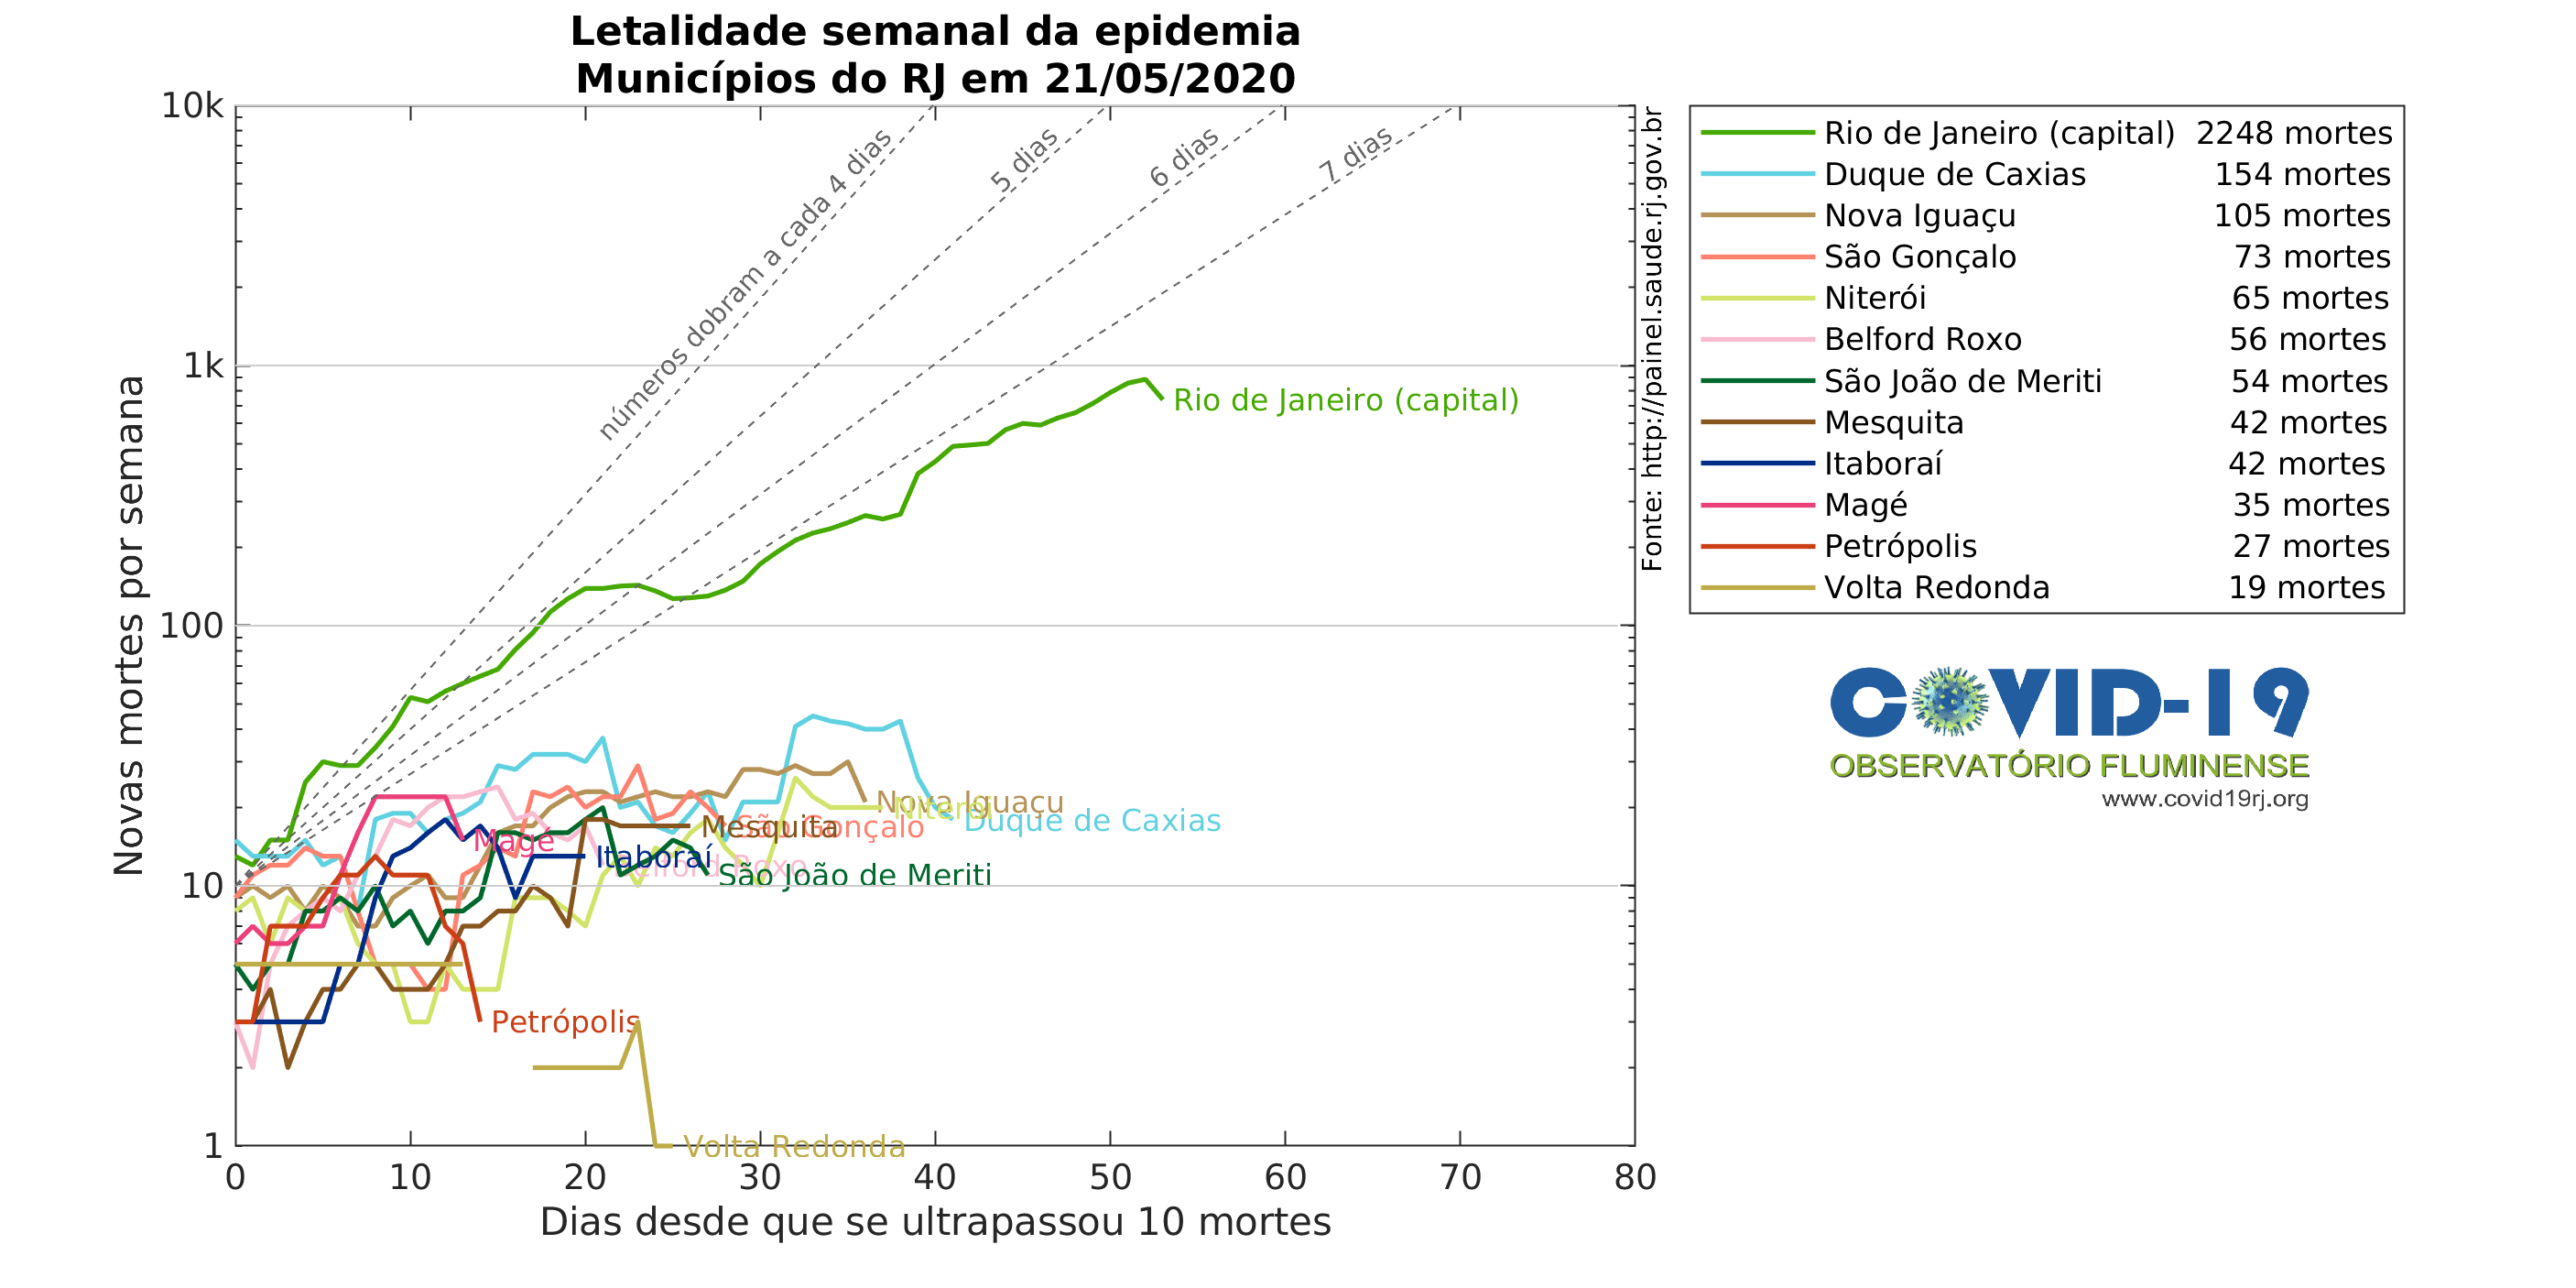 Letalidade semanal da epidemia
Municípios do RJ em 21/05/2020
Novas mortes por semana
10k
1k
100
10
1
0 10 20 30 40 50 60 70 80
Dias desde que se ultrapassou 10 mortes
números dobram a cada 4 dias
5 dias
6 dias
7 dias
Rio de Janeiro (capital)
Nova Iguaçu
Niterói
Duque de Caxias
Mesquita
São Gonçalo
Magé
Itaboraí
Belford Roxo
São João de Meriti
Petrópolis
Volta Redonda
Fonte: http://painel.saude.rj.gov.br
Rio de Janeiro (capital) 2248 mortes
Duque de Caxias 154 mortes
Nova Iguaçu 105 mortes
São Gonçalo 73 mortes
Niterói 65 mortes
Belford Roxo 56 mortes
São João de Meriti 54 mortes
Mesquita 42 mortes
Itaboraí 42 mortes
Magé 35 mortes
Petrópolis 27 mortes
Volta Redonda 19 mortes
COVID-19
OBSERVATÓRIO FLUMINENSE
www.covid19rj.org